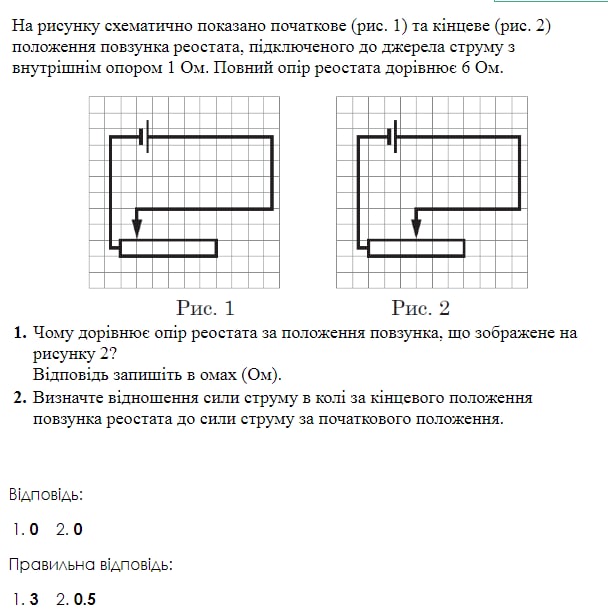 На рисунку схематично показано початкове (рис. 1) та кінцеве (рис. 2)
положення повзунка реостата, підключеного до джерела струму з
внутрішнім опором 1 Ом. Повний опір реостата дорівнює 6 Ом.
Рис. 1 Рис. 2
1. Чому дорівнює опір реостата за положення повзунка, що зображене на
рисунку 2?
Відповідь запишіть в омах (Ом).
2. Визначте відношення сили струму в колі за кінцевого положення
повзунка реостата до сили струму за початкового положення.
Відповідь:
1. 0 2. 0
Правильна відповідь:
1. 3 2. 0.5